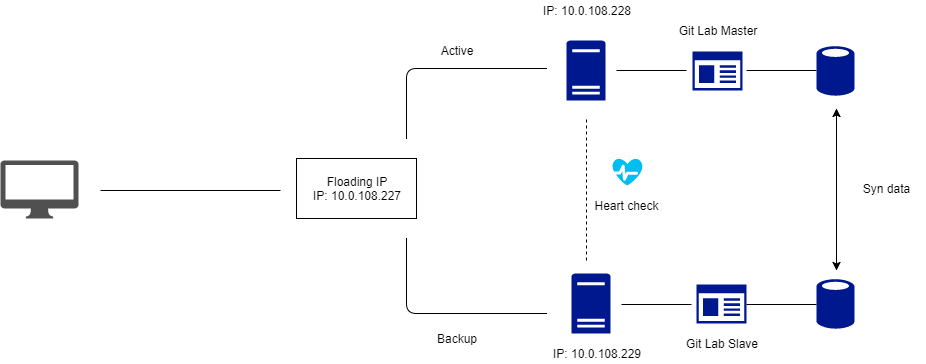 IP: 10.0.108.228
Git Lab Master
Active
Floading IP
IP: 10.0.108.227
Heart check
Syn data
Backup
Git Lab Slave
IP: 10.0.108.229